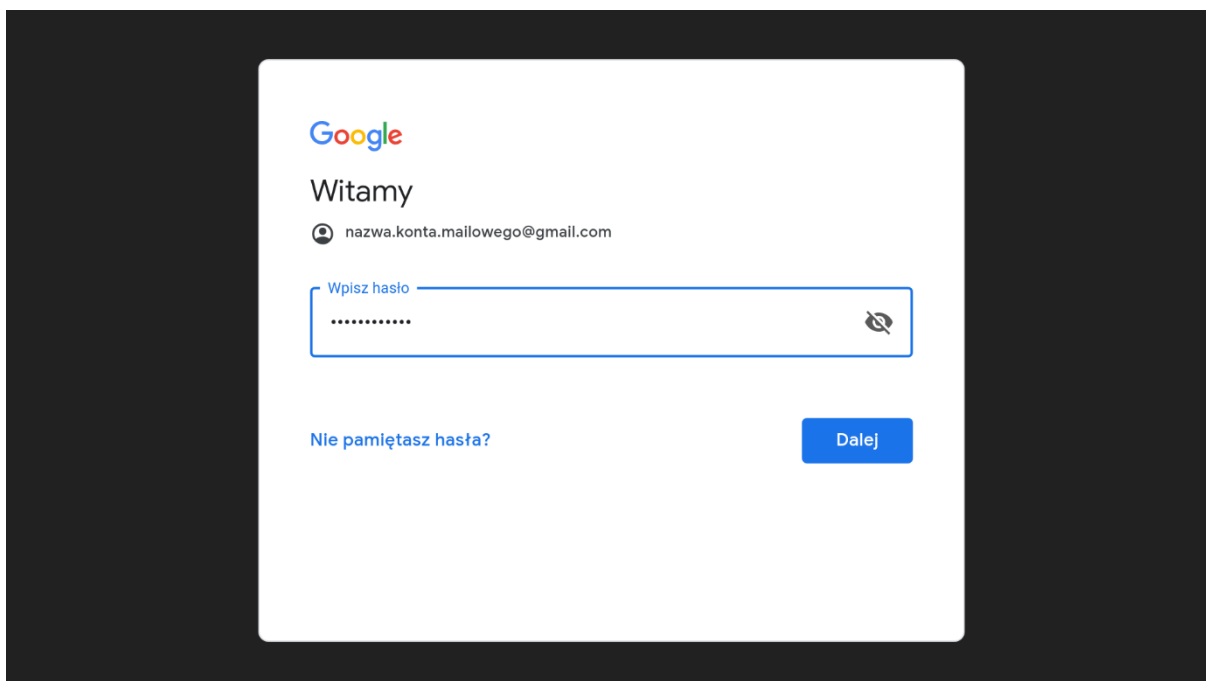 Google
Witamy
nazwa.konta.mailowego@gmail.com
Wpisz hasło
••••••••••••
Nie pamiętasz hasła?
Dalej